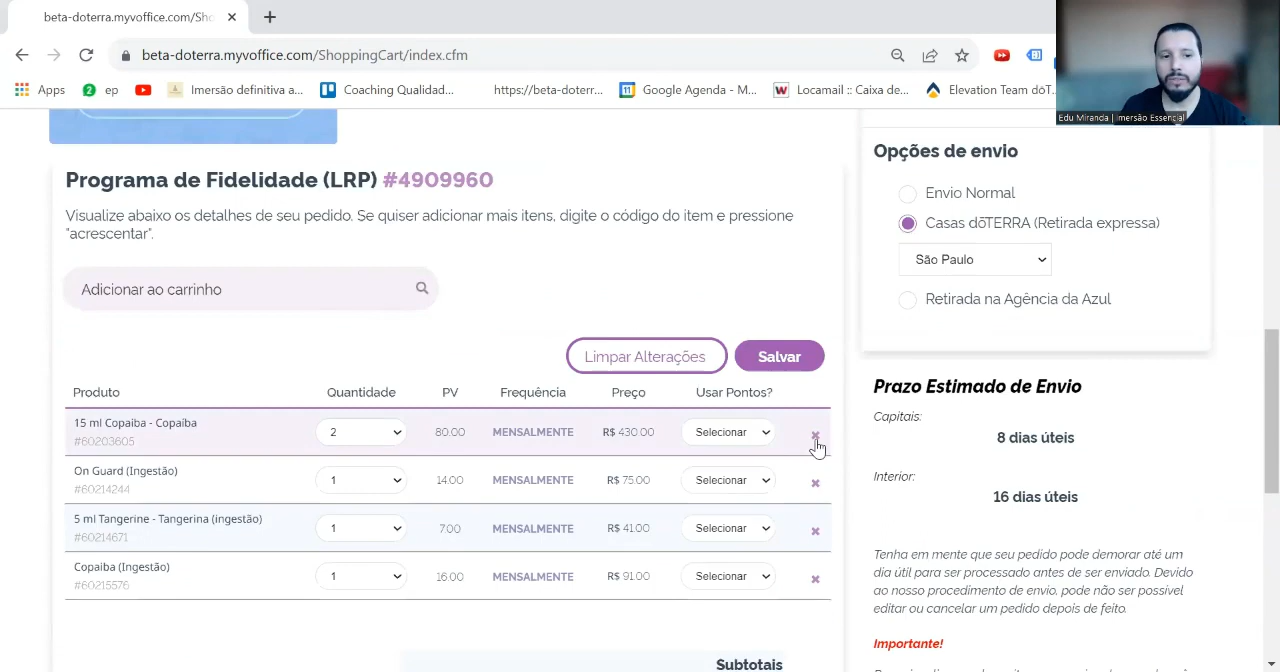 beta-doterra.myvoffice.com/Sho
beta-doterra.myvoffice.com/ShoppingCart/index.cfm
Apps
2
ep
Imersão definitiva a...
Coaching Qualidad...
https://beta-doterr...
Google Agenda - M...
Locamail :: Caixa de...
Elevation Team dōT...
Edu Miranda | Imersão Essencial
Programa de Fidelidade (LRP) #4909960
Visualize abaixo os detalhes de seu pedido. Se quiser adicionar mais itens, digite o código do item e pressione
"acrescentar".
Adicionar ao carrinho
Limpar Alterações
Salvar
Produto Quantidade PV Frequência Preço Usar Pontos?
15 ml Copaiba - Copaíba
#60203605
2 80.00 MENSALMENTE R$ 430.00 Selecionar
On Guard (Ingestão)
#60214244
1 14.00 MENSALMENTE R$ 75.00 Selecionar
5 ml Tangerine - Tangerina (ingestão)
#60214671
1 7.00 MENSALMENTE R$ 41.00 Selecionar
Copaiba (Ingestão)
#60215576
1 16.00 MENSALMENTE R$ 91.00 Selecionar
Subtotais
Opções de envio
Envio Normal
Casas dōTERRA (Retirada expressa)
São Paulo
Retirada na Agência da Azul
Prazo Estimado de Envio
Capitais:
8 dias úteis
Interior:
16 dias úteis
Tenha em mente que seu pedido pode demorar até um
dia útil para ser processado antes de ser enviado. Devido
ao nosso procedimento de envio, pode não ser possível
editar ou cancelar um pedido depois de feito.
Importante!